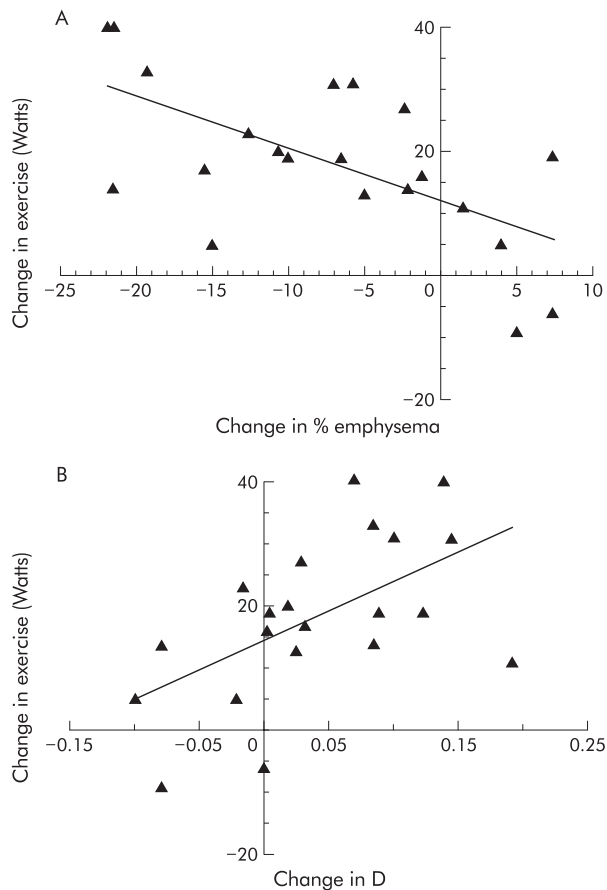 A
Change in exercise (Watts)
40
20
−25 −20 −15 −10 −5 0 5 10
−20
Change in % emphysema
B
Change in exercise (Watts)
40
20
−0.15 −0.05 0 0.05 0.15 0.25
−20
Change in D